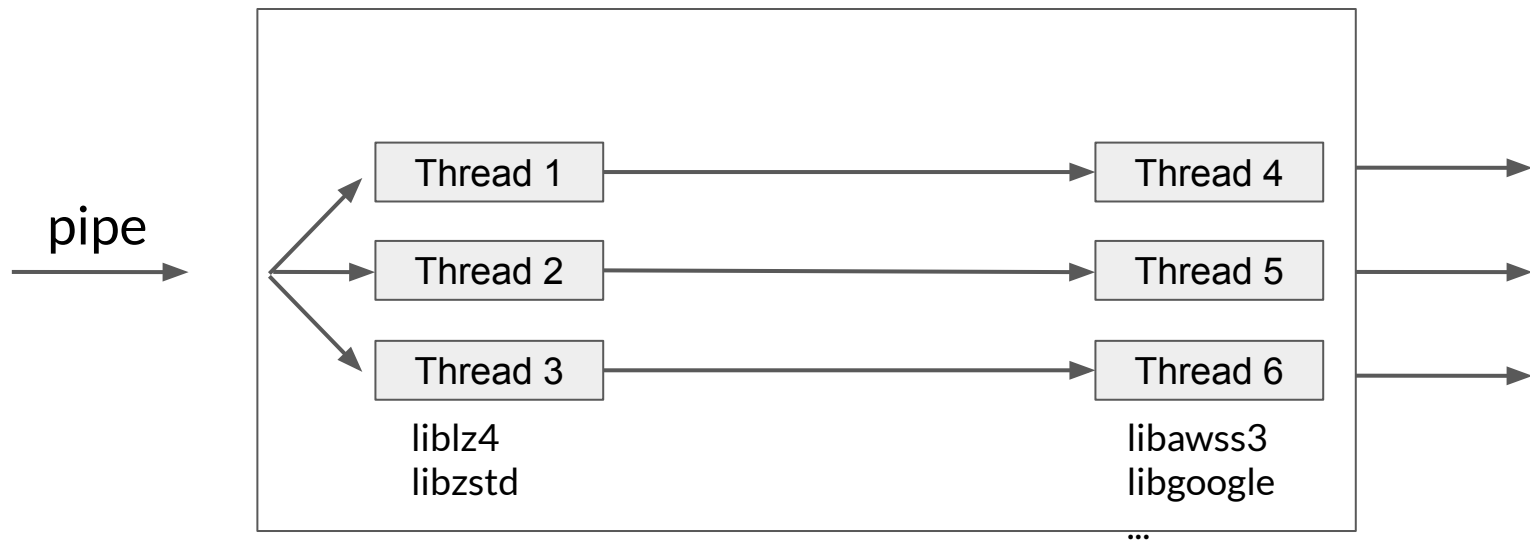 pipe
Thread 1
Thread 4
Thread 2
Thread 5
Thread 3
Thread 6
liblz4
libzstd
libawss3
libgoogle
...